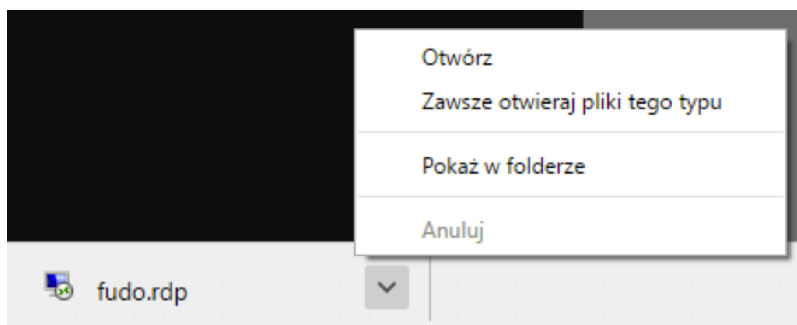 Otwórz
Zawsze otwieraj pliki tego typu
Pokaż w folderze
Anuluj
fudo.rdp